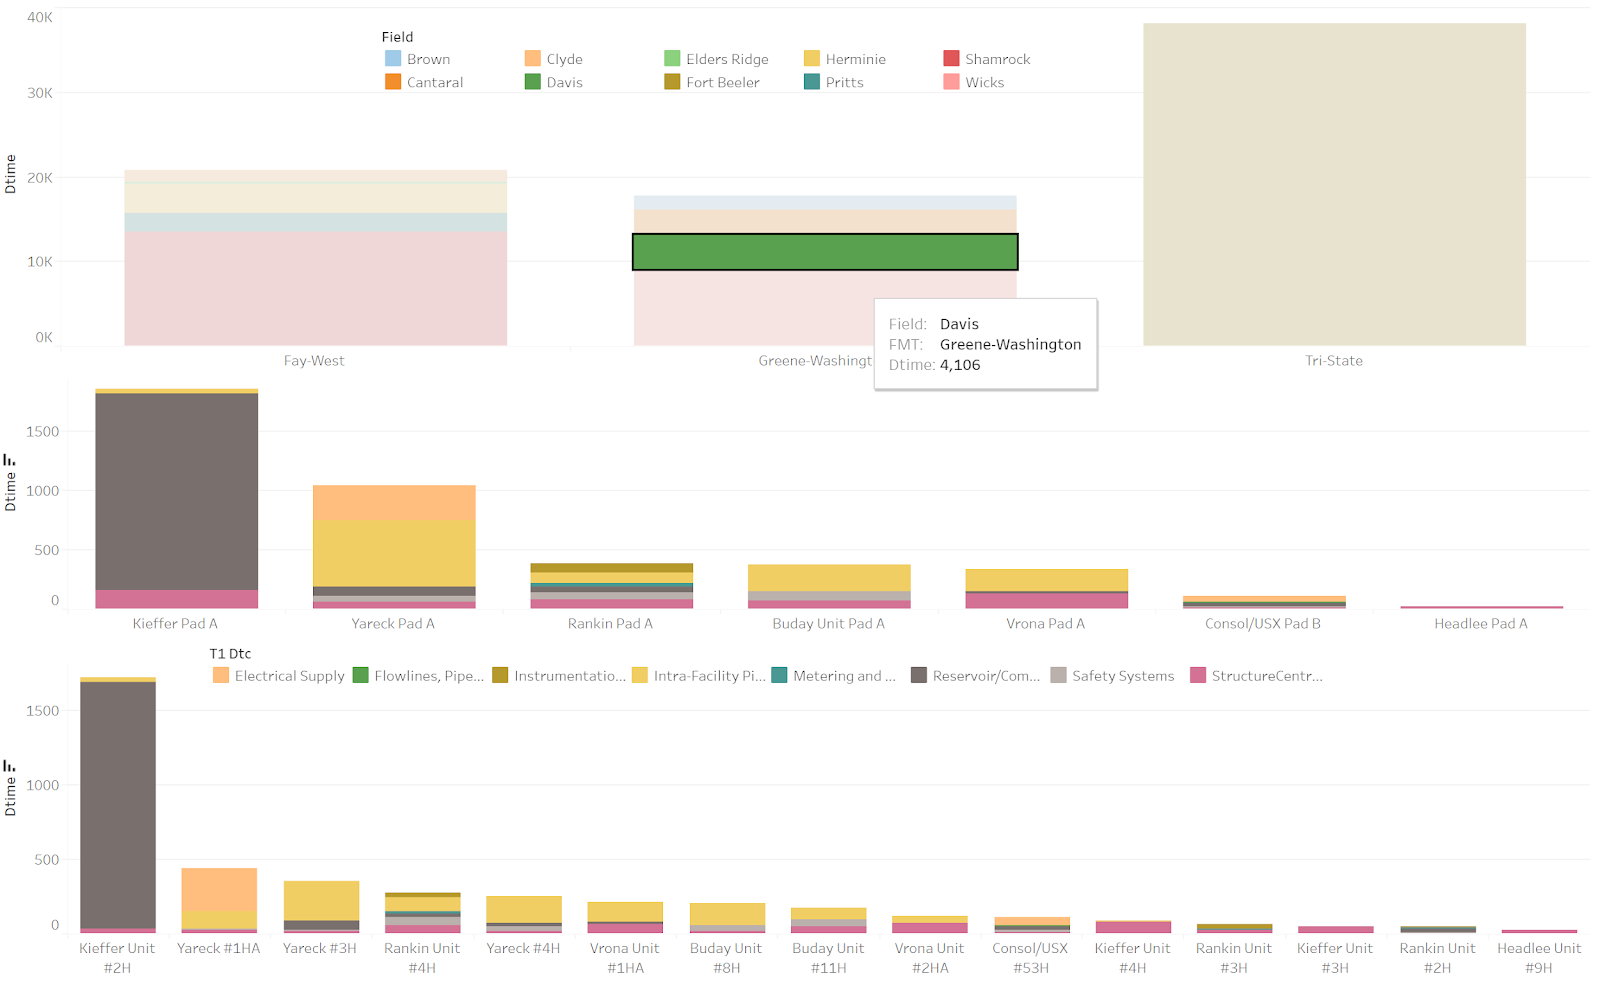 Field
Brown
Clyde
Elders Ridge
Herminie
Shamrock
Cantaral
Davis
Fort Beeler
Pritts
Wicks
40K
30K
20K
10K
0K
Dtime
Field: Davis
FMT: Greene-Washington
Dtime: 4,106
Fay-West
Greene-Washingt
Tri-State
1500
1000
500
0
Dtime
Kieffer Pad A
Yareck Pad A
Rankin Pad A
Buday Unit Pad A
Vrona Pad A
Consol/USX Pad B
Headlee Pad A
T1 Dtc
Electrical Supply
Flowlines, Pipe...
Instrumentatio...
Intra-Facility Pi...
Metering and ...
Reservoir/Com...
Safety Systems
StructureCentr...
1500
1000
500
0
Dtime
Kieffer Unit
#2H
Yareck #1HA
Yareck #3H
Rankin Unit
#4H
Yareck #4H
Vrona Unit
#1HA
Buday Unit
#8H
Buday Unit
#11H
Vrona Unit
#2HA
Consol/USX
#53H
Kieffer Unit
#4H
Rankin Unit
#3H
Kieffer Unit
#3H
Rankin Unit
#2H
Headlee Unit
#9H